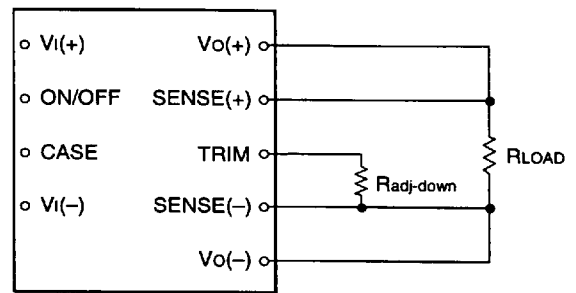 VI(+) VO(+)
ON/OFF SENSE(+)
CASE TRIM
RLOAD
Radj-down
VI(–) SENSE(–)
VO(–)